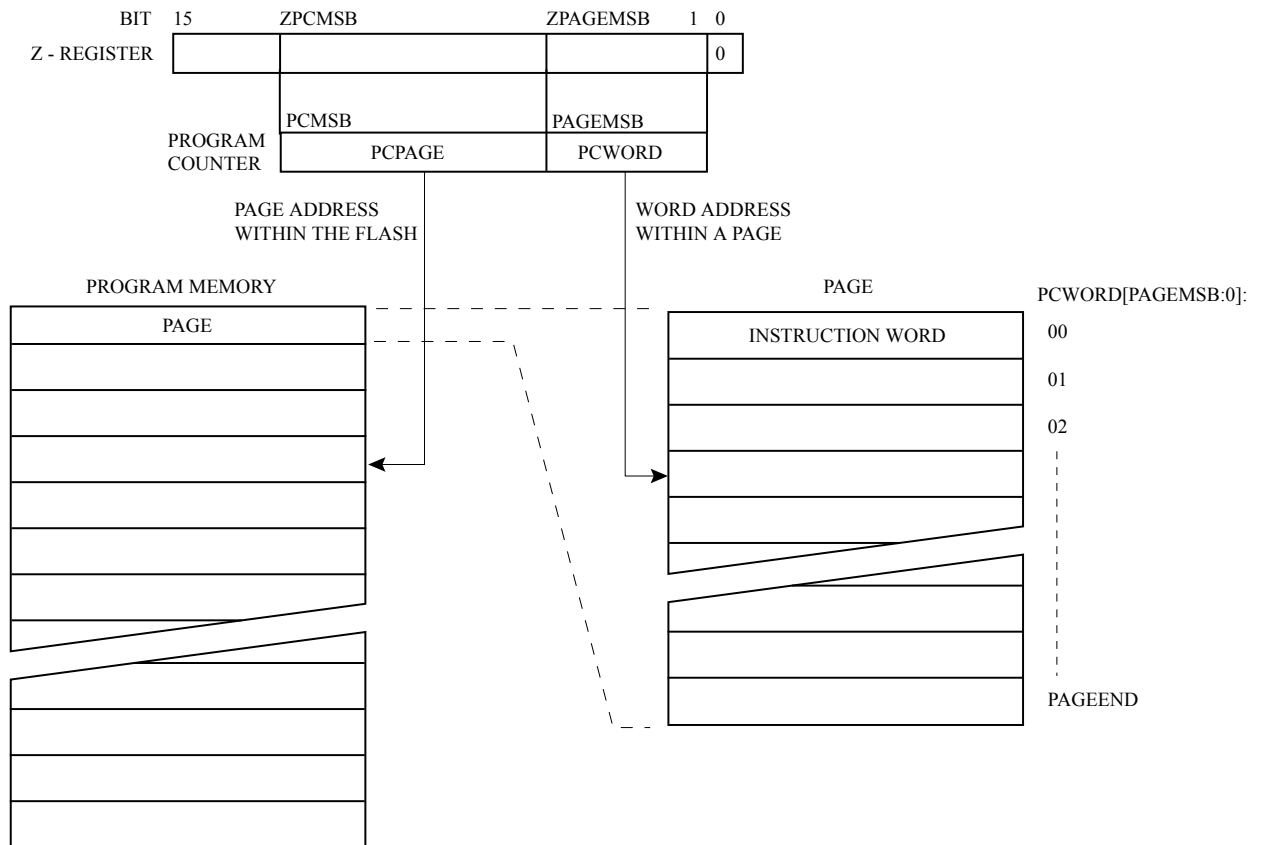 BIT 15 ZPCMSB ZPAGEMSB 1 0
Z - REGISTER 0
PCMSB PAGEMSB
PROGRAM
COUNTER
PCPAGE PCWORD
PAGE ADDRESS
WITHIN THE FLASH
WORD ADDRESS
WITHIN A PAGE
PROGRAM MEMORY
PAGE
PAGE
PCWORD[PAGEMSB:0]:
INSTRUCTION WORD
00
01
02
PAGEEND